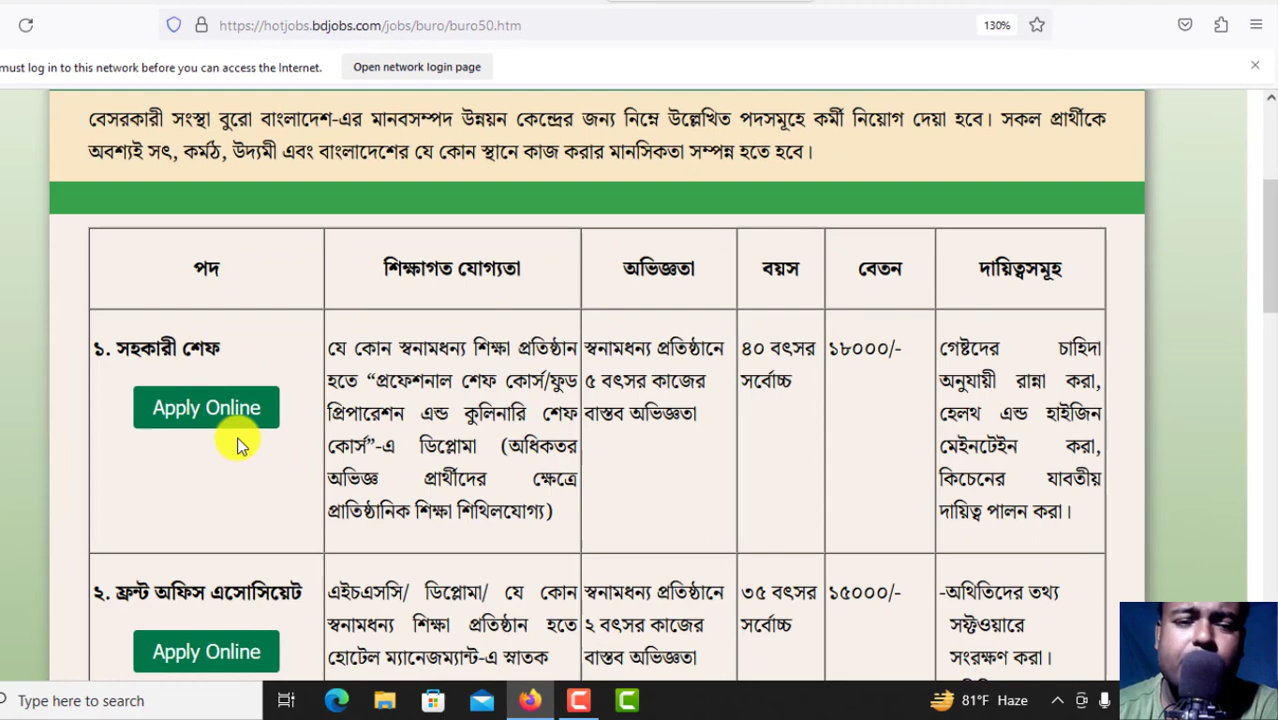 https://hotjobs.bdjobs.com/jobs/buro/buro50.htm
130%
must log in to this network before you can access the Internet.
Open network login page
বেসরকারী সংস্থা বুরো বাংলাদেশ-এর মানবসম্পদ উন্নয়ন কেন্দ্রের জন্য নিম্নে উল্লেখিত পদসমূহে কর্মী নিয়োগ দেয়া হবে। সকল প্রার্থীকে
অবশ্যই সৎ, কর্মঠ, উদ্যমী এবং বাংলাদেশের যে কোন স্থানে কাজ করার মানসিকতা সম্পন্ন হতে হবে।
পদ
শিক্ষাগত যোগ্যতা
অভিজ্ঞতা
বয়স
বেতন
দায়িত্বসমূহ
১. সহকারী শেফ
Apply Online
যে কোন স্বনামধন্য শিক্ষা প্রতিষ্ঠান
হতে “প্রফেশনাল শেফ কোর্স/ফুড
প্রিপারেশন এন্ড কুলিনারি শেফ
কোর্স”-এ ডিপ্লোমা (অধিকতর
অভিজ্ঞ প্রার্থীদের ক্ষেত্রে
প্রাতিষ্ঠানিক শিক্ষা শিথিলযোগ্য)
স্বনামধন্য প্রতিষ্ঠানে
৫ বৎসর কাজের
বাস্তব অভিজ্ঞতা
৪০ বৎসর
সর্বোচ্চ
১৮০০০/-
গেষ্টদের চাহিদা
অনুযায়ী রান্না করা,
হেলথ এন্ড হাইজিন
মেইনটেইন করা,
কিচেনের যাবতীয়
দায়িত্ব পালন করা।
২. ফ্রন্ট অফিস এসোসিয়েট
Apply Online
এইচএসসি/ ডিপ্লোমা/ যে কোন
স্বনামধন্য শিক্ষা প্রতিষ্ঠান হতে
হোটেল ম্যানেজম্যান্ট-এ স্নাতক
স্বনামধন্য প্রতিষ্ঠানে
২ বৎসর কাজের
বাস্তব অভিজ্ঞতা
৩৫ বৎসর
সর্বোচ্চ
১৫০০০/-
-অথিতিদের তথ্য
সফ্টওয়ারে
সংরক্ষণ করা।
Type here to search
81°F Haze